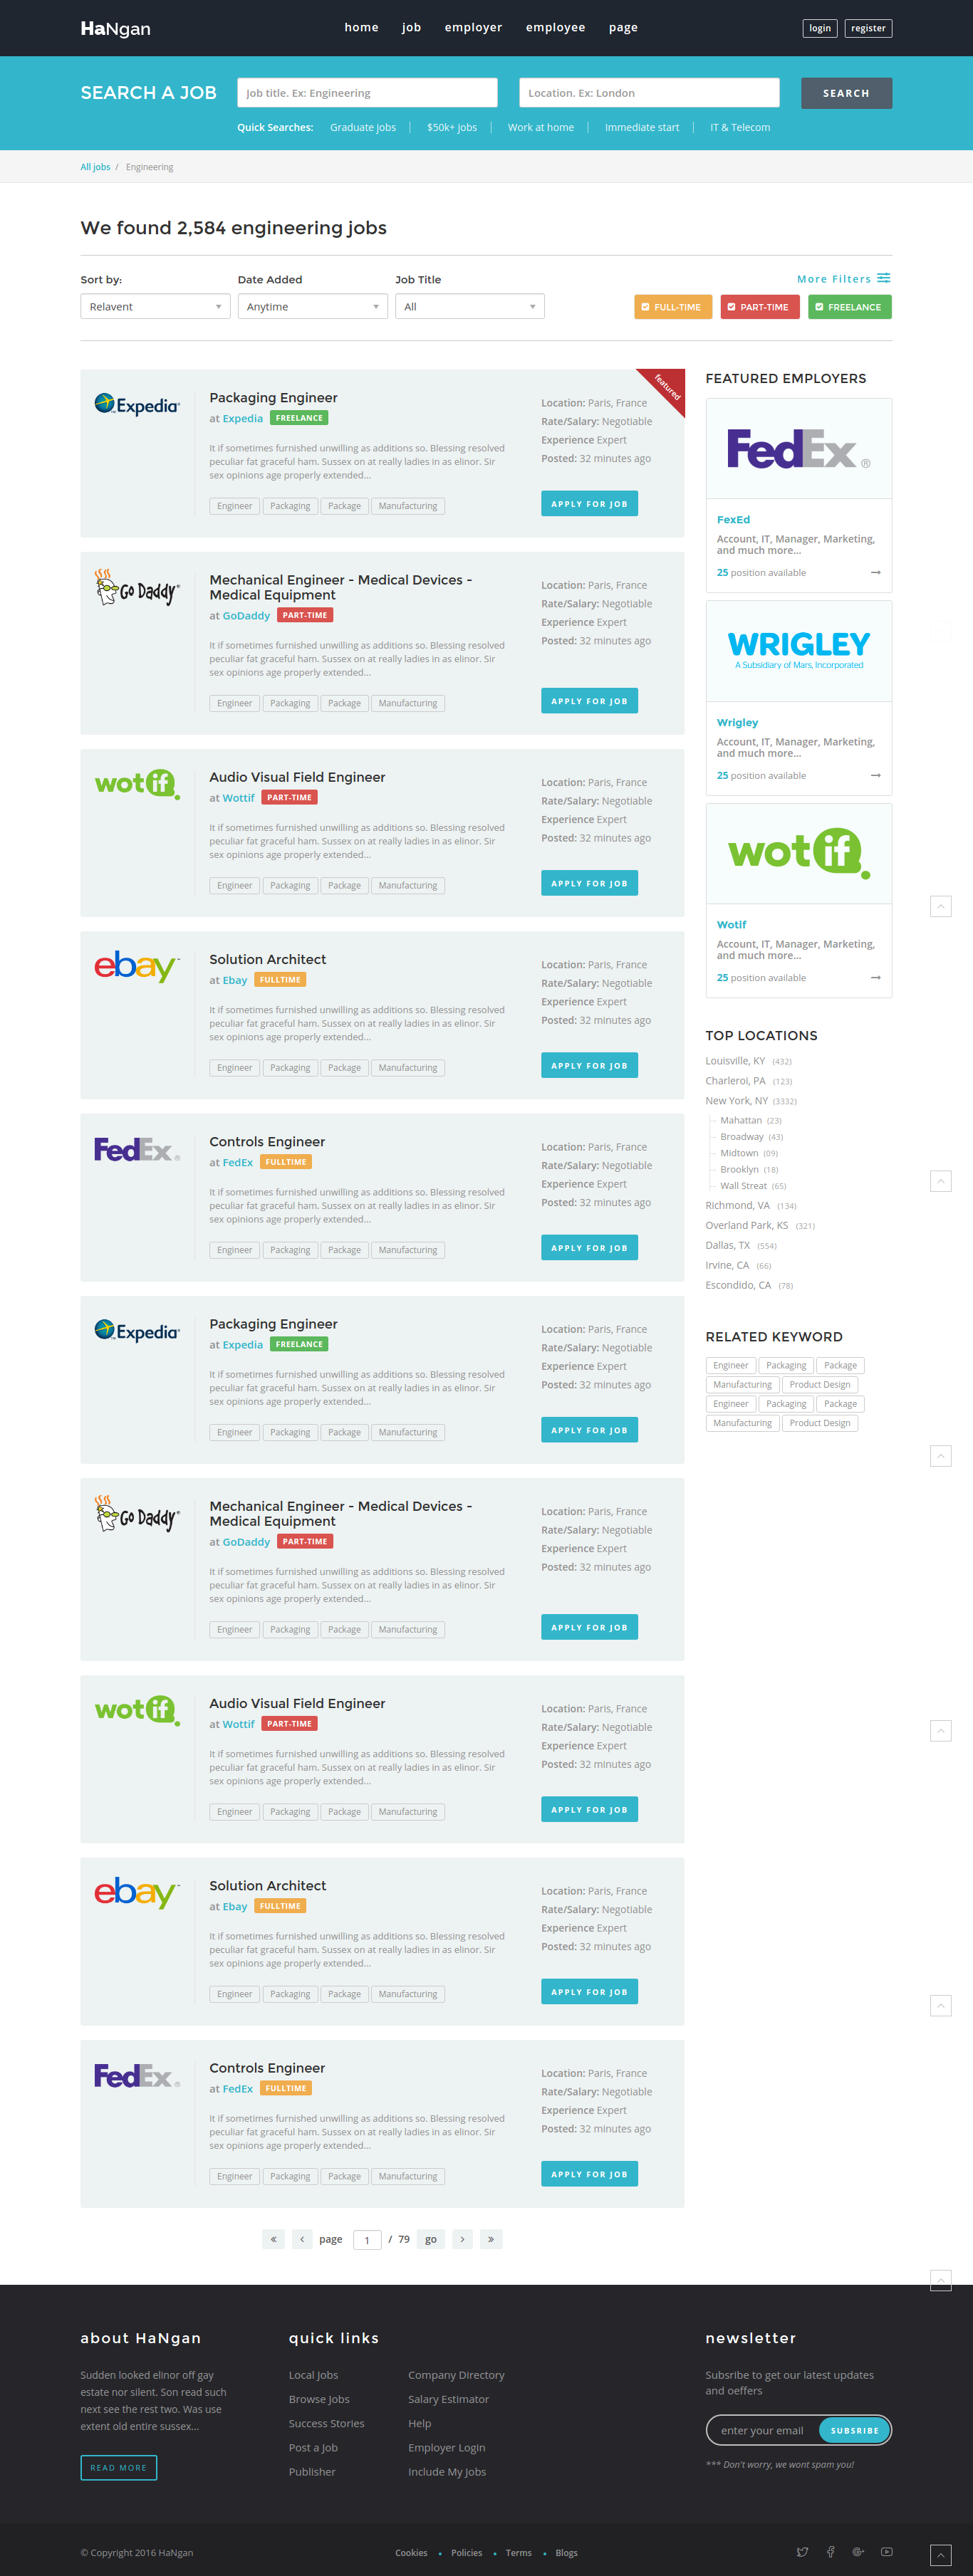 HaNgan
home job employer employee page
login register
SEARCH A JOB
Job title. Ex: Engineering
Location. Ex: London
SEARCH
Quick Searches: Graduate jobs $50k+ jobs Work at home Immediate start IT & Telecom
All jobs / Engineering
We found 2,584 engineering jobs
Sort by: Date Added Job Title
More Filters
Relavent Anytime All
FULL-TIME PART-TIME FREELANCE
Expedia
Packaging Engineer
at Expedia FREELANCE
It if sometimes furnished unwilling as additions so. Blessing resolved
peculiar fat graceful ham. Sussex on at really ladies in as elinor. Sir
sex opinions age properly extended...
Engineer Packaging Package Manufacturing
featured
Location: Paris, France
Rate/Salary: Negotiable
Experience Expert
Posted: 32 minutes ago
APPLY FOR JOB
Go Daddy
Mechanical Engineer - Medical Devices -
Medical Equipment
at GoDaddy PART-TIME
It if sometimes furnished unwilling as additions so. Blessing resolved
peculiar fat graceful ham. Sussex on at really ladies in as elinor. Sir
sex opinions age properly extended...
Engineer Packaging Package Manufacturing
Location: Paris, France
Rate/Salary: Negotiable
Experience Expert
Posted: 32 minutes ago
APPLY FOR JOB
wotif
Audio Visual Field Engineer
at Wottif PART-TIME
It if sometimes furnished unwilling as additions so. Blessing resolved
peculiar fat graceful ham. Sussex on at really ladies in as elinor. Sir
sex opinions age properly extended...
Engineer Packaging Package Manufacturing
Location: Paris, France
Rate/Salary: Negotiable
Experience Expert
Posted: 32 minutes ago
APPLY FOR JOB
ebay
Solution Architect
at Ebay FULLTIME
It if sometimes furnished unwilling as additions so. Blessing resolved
peculiar fat graceful ham. Sussex on at really ladies in as elinor. Sir
sex opinions age properly extended...
Engineer Packaging Package Manufacturing
Location: Paris, France
Rate/Salary: Negotiable
Experience Expert
Posted: 32 minutes ago
APPLY FOR JOB
FedEx®
Controls Engineer
at FedEx FULLTIME
It if sometimes furnished unwilling as additions so. Blessing resolved
peculiar fat graceful ham. Sussex on at really ladies in as elinor. Sir
sex opinions age properly extended...
Engineer Packaging Package Manufacturing
Location: Paris, France
Rate/Salary: Negotiable
Experience Expert
Posted: 32 minutes ago
APPLY FOR JOB
Expedia
Packaging Engineer
at Expedia FREELANCE
It if sometimes furnished unwilling as additions so. Blessing resolved
peculiar fat graceful ham. Sussex on at really ladies in as elinor. Sir
sex opinions age properly extended...
Engineer Packaging Package Manufacturing
Location: Paris, France
Rate/Salary: Negotiable
Experience Expert
Posted: 32 minutes ago
APPLY FOR JOB
Go Daddy
Mechanical Engineer - Medical Devices -
Medical Equipment
at GoDaddy PART-TIME
It if sometimes furnished unwilling as additions so. Blessing resolved
peculiar fat graceful ham. Sussex on at really ladies in as elinor. Sir
sex opinions age properly extended...
Engineer Packaging Package Manufacturing
Location: Paris, France
Rate/Salary: Negotiable
Experience Expert
Posted: 32 minutes ago
APPLY FOR JOB
wotif
Audio Visual Field Engineer
at Wottif PART-TIME
It if sometimes furnished unwilling as additions so. Blessing resolved
peculiar fat graceful ham. Sussex on at really ladies in as elinor. Sir
sex opinions age properly extended...
Engineer Packaging Package Manufacturing
Location: Paris, France
Rate/Salary: Negotiable
Experience Expert
Posted: 32 minutes ago
APPLY FOR JOB
ebay
Solution Architect
at Ebay FULLTIME
It if sometimes furnished unwilling as additions so. Blessing resolved
peculiar fat graceful ham. Sussex on at really ladies in as elinor. Sir
sex opinions age properly extended...
Engineer Packaging Package Manufacturing
Location: Paris, France
Rate/Salary: Negotiable
Experience Expert
Posted: 32 minutes ago
APPLY FOR JOB
FedEx®
Controls Engineer
at FedEx FULLTIME
It if sometimes furnished unwilling as additions so. Blessing resolved
peculiar fat graceful ham. Sussex on at really ladies in as elinor. Sir
sex opinions age properly extended...
Engineer Packaging Package Manufacturing
Location: Paris, France
Rate/Salary: Negotiable
Experience Expert
Posted: 32 minutes ago
APPLY FOR JOB
« ‹ page 1 / 79 go › »
FEATURED EMPLOYERS
FedEx®
FexEd
Account, IT, Manager, Marketing,
and much more...
25 position available
WRIGLEY
A Subsidiary of Mars, Incorporated
Wrigley
Account, IT, Manager, Marketing,
and much more...
25 position available
wotif
Wotif
Account, IT, Manager, Marketing,
and much more...
25 position available
TOP LOCATIONS
Louisville, KY (432)
Charleroi, PA (123)
New York, NY (3332)
Mahattan (23)
Broadway (43)
Midtown (09)
Brooklyn (18)
Wall Streat (65)
Richmond, VA (134)
Overland Park, KS (321)
Dallas, TX (554)
Irvine, CA (66)
Escondido, CA (78)
RELATED KEYWORD
Engineer Packaging Package
Manufacturing Product Design
Engineer Packaging Package
Manufacturing Product Design
about HaNgan
Sudden looked elinor off gay
estate nor silent. Son read such
next see the rest two. Was use
extent old entire sussex...
READ MORE
quick links
Local Jobs
Browse Jobs
Success Stories
Post a Job
Publisher
Company Directory
Salary Estimator
Help
Employer Login
Include My Jobs
newsletter
Subsribe to get our latest updates
and oeffers
enter your email SUBSRIBE
*** Don't worry, we wont spam you!
© Copyright 2016 HaNgan
Cookies • Policies • Terms • Blogs